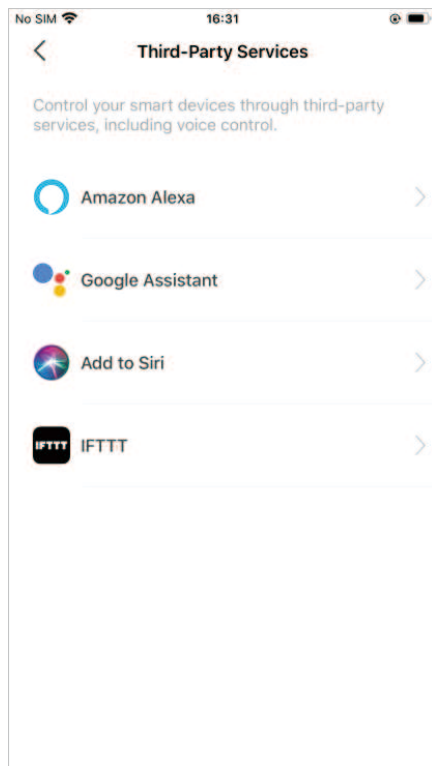 No SIM 16:31
Third-Party Services
Control your smart devices through third-party
services, including voice control.
Amazon Alexa
Google Assistant
Add to Siri
IFTTT IFTTT